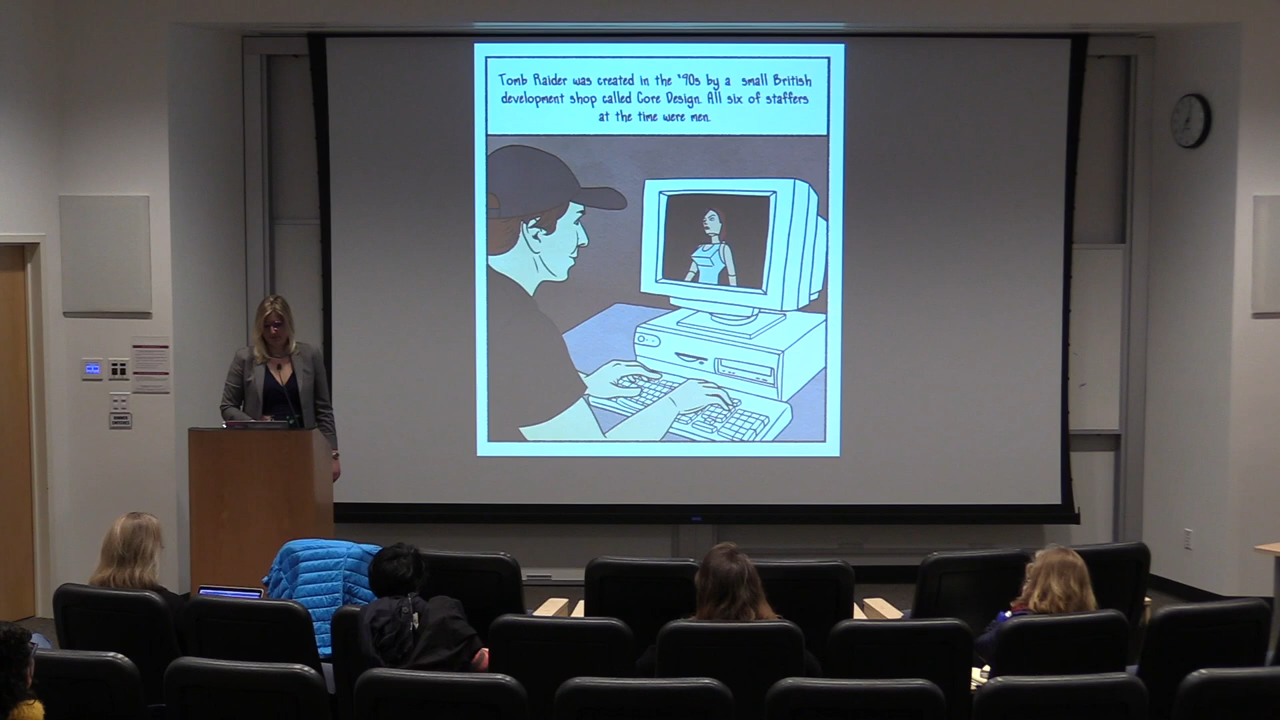 Tomb Raider was created in the '90s by a small British
development shop called Core Design. All six of staffers
at the time were men.